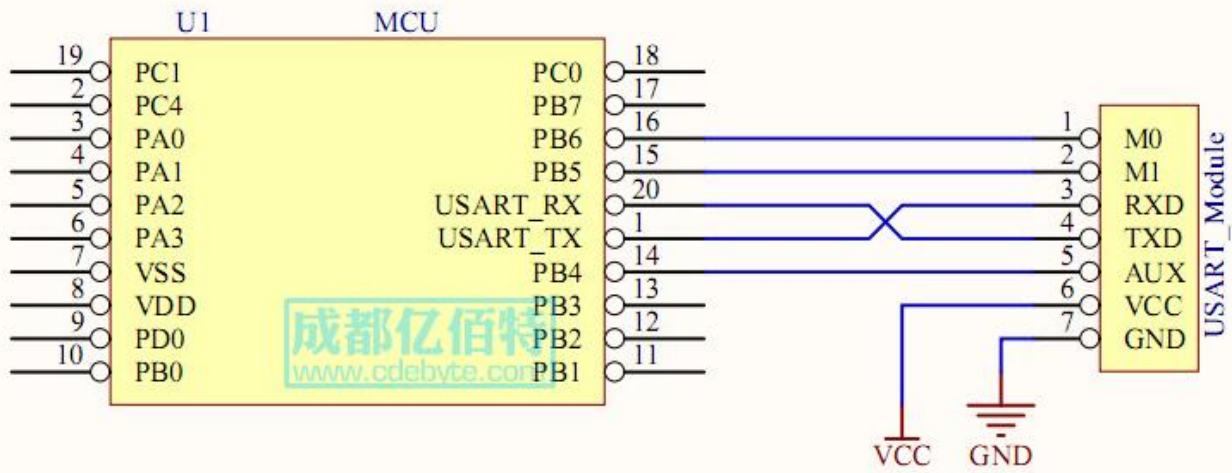 U1 MCU
19 PC1 PC0 18
2 PC4 PB7 17
3 PA0 PB6 16 1 M0
4 PA1 PB5 15 2 M1
5 PA2 USART_RX 20 3 RXD
6 PA3 USART_TX 1 4 TXD
7 VSS PB4 14 5 AUX
8 VDD PB3 13 6 VCC
9 PD0 PB2 12 7 GND
10 PB0 PB1 11
USART_Module
成都亿佰特
www.cdebyte.com
VCC GND